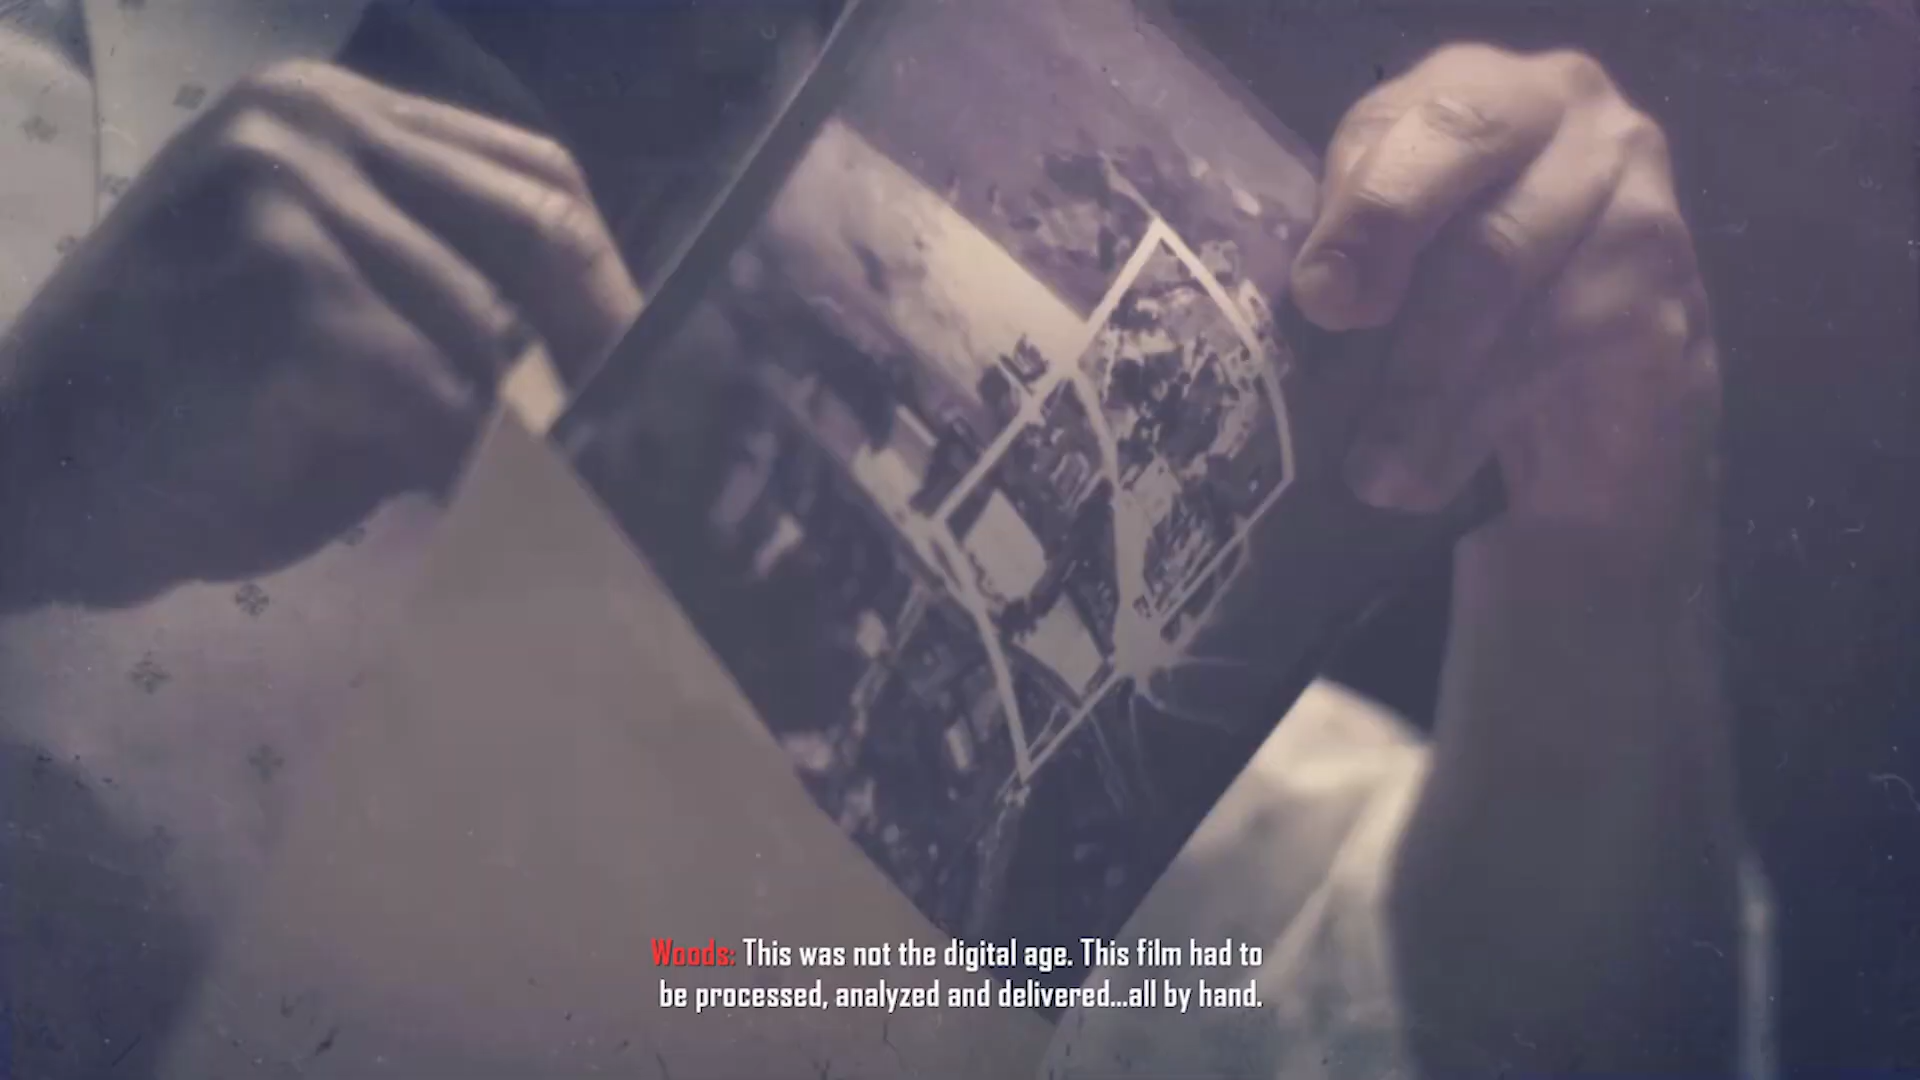 Woods: This was not the digital age. This film had to
be processed, analyzed and delivered...all by hand.